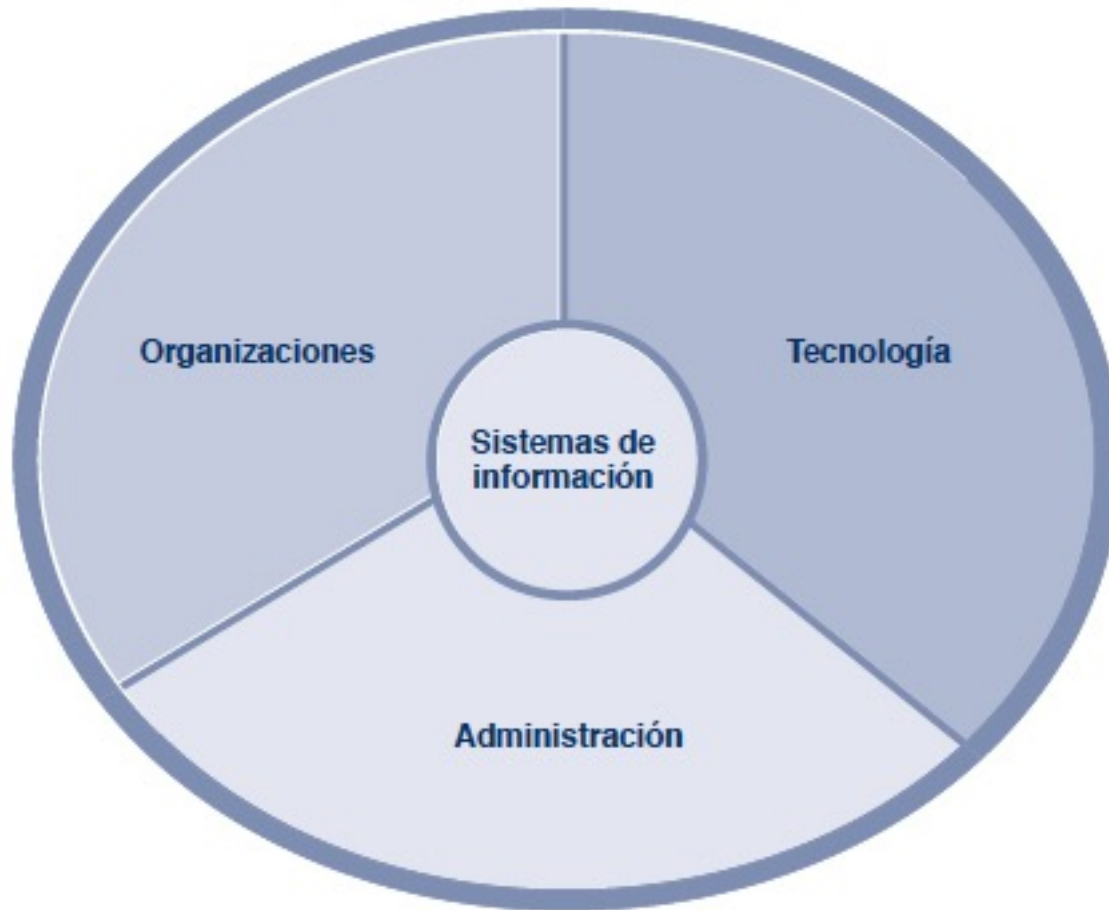 Organizaciones
Tecnología
Sistemas de
información
Administración